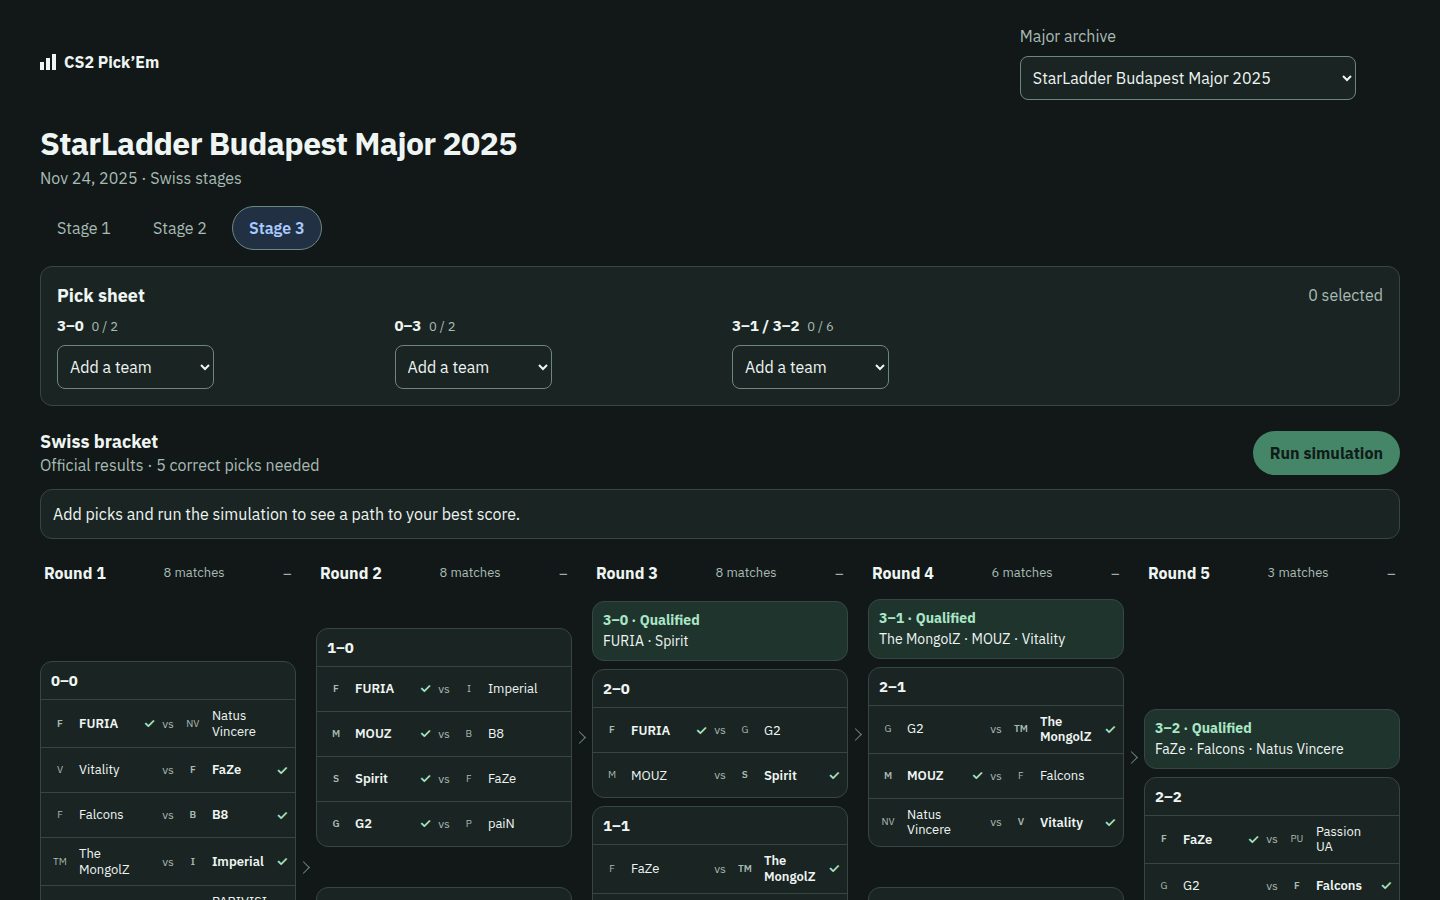 CS2 Pick’Em
Major archive
StarLadder Budapest Major 2025
StarLadder Budapest Major 2025
Nov 24, 2025 · Swiss stages
Stage 1
Stage 2
Stage 3
Pick sheet
0 selected
3–0 0 / 2
Add a team
0–3 0 / 2
Add a team
3–1 / 3–2 0 / 6
Add a team
Swiss bracket
Official results · 5 correct picks needed
Run simulation
Add picks and run the simulation to see a path to your best score.
Round 1 8 matches –
0–0
F FURIA vs NV Natus Vincere
V Vitality vs F FaZe
F Falcons vs B B8
TM The MongolZ vs I Imperial
Round 2 8 matches –
1–0
F FURIA vs I Imperial
M MOUZ vs B B8
S Spirit vs F FaZe
G G2 vs P paiN
Round 3 8 matches –
3–0 · Qualified
FURIA · Spirit
2–0
F FURIA vs G G2
M MOUZ vs S Spirit
1–1
F FaZe vs TM The MongolZ
Round 4 6 matches –
3–1 · Qualified
The MongolZ · MOUZ · Vitality
2–1
G G2 vs TM The MongolZ
M MOUZ vs F Falcons
NV Natus Vincere vs V Vitality
Round 5 3 matches –
3–2 · Qualified
FaZe · Falcons · Natus Vincere
2–2
F FaZe vs PU Passion UA
G G2 vs F Falcons